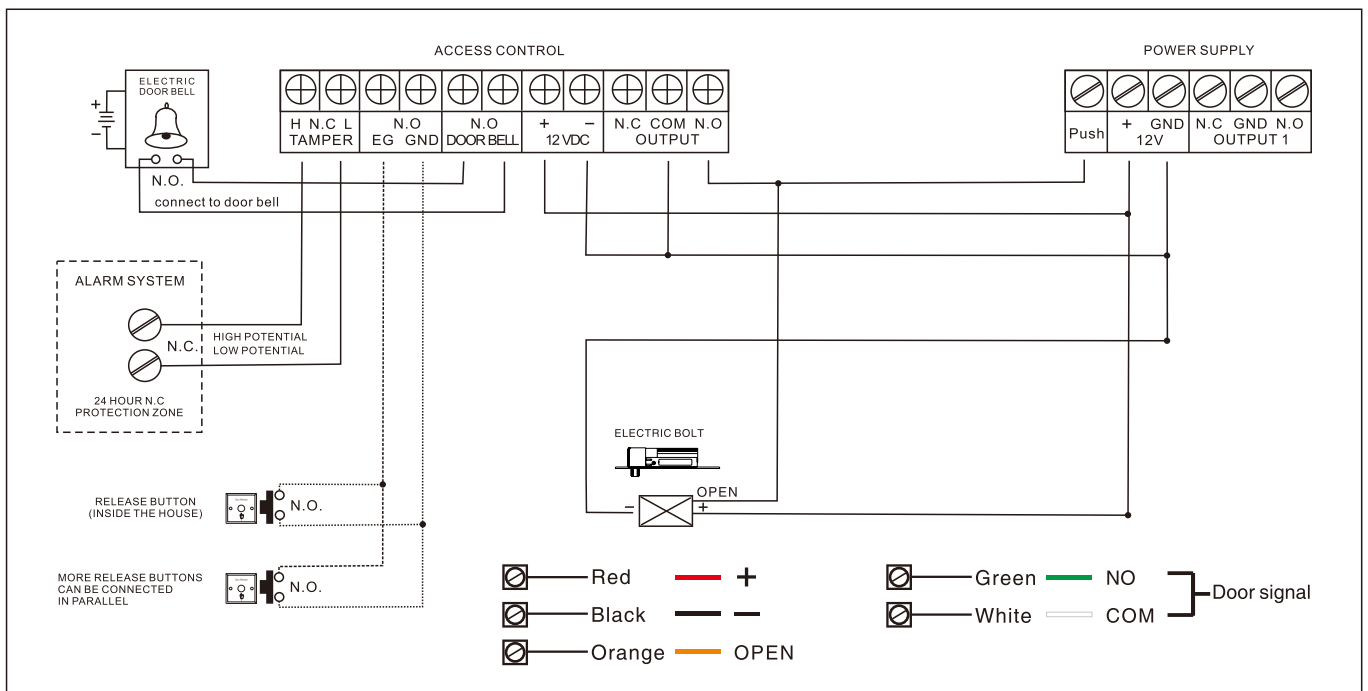 ACCESS CONTROL
POWER SUPPLY
ELECTRIC
DOOR BELL
+
−
N.O.
connect to door bell
H N.C L
TAMPER
N.O
EG GND
N.O
DOOR BELL
+ −
12 VDC
N.C COM N.O
OUTPUT
Push
+ GND
12V
N.C GND N.O
OUTPUT 1
ALARM SYSTEM
N.C.
HIGH POTENTIAL
LOW POTENTIAL
24 HOUR N.C
PROTECTION ZONE
ELECTRIC BOLT
OPEN
− +
RELEASE BUTTON
(INSIDE THE HOUSE)
N.O.
MORE RELEASE BUTTONS
CAN BE CONNECTED
IN PARALLEL
N.O.
Red +
Black −
Orange OPEN
Green NO
White COM
Door signal